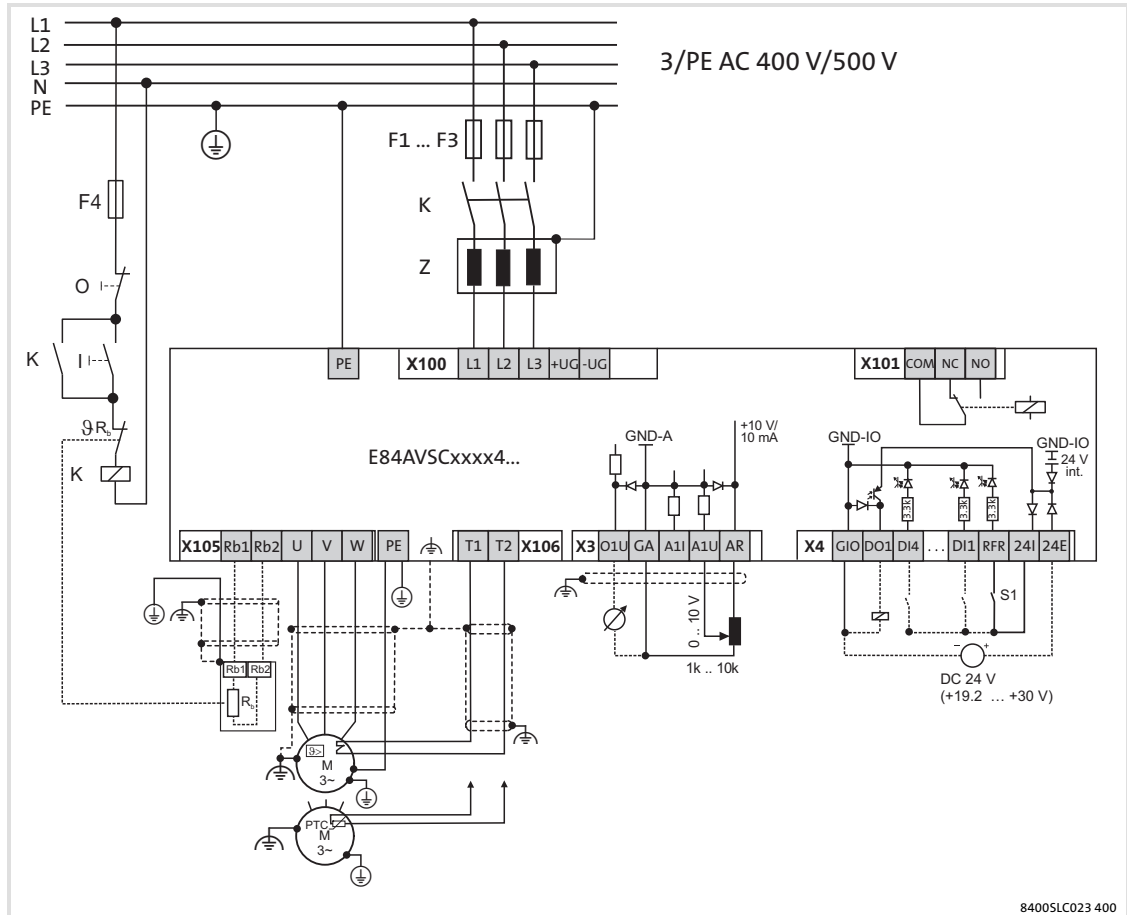 L1
L2
L3
N
PE
3/PE AC 400 V/500 V
F1 ... F3
F4
K
O
Z
K
I
PE
X100 L1 L2 L3 +UG -UG
X101 COM NC NO
ϑ R_b
K
E84AVSCxxxx4...
GND-A
+10 V/
10 mA
GND-IO
GND-IO
24 V
int.
3.3k
3.3k
3.3k
X105 Rb1 Rb2 U V W PE
T1 T2 X106
X3 O1U GA A1I A1U AR
X4 GIO DO1 DI4 ... DI1 RFR 24I 24E
S1
0 .. 10 V
1k .. 10k
− +
DC 24 V
(+19.2 ... +30 V)
Rb1 Rb2
R_b
ϑ>
M
3~
PTC
M
3~
8400SLC023 400